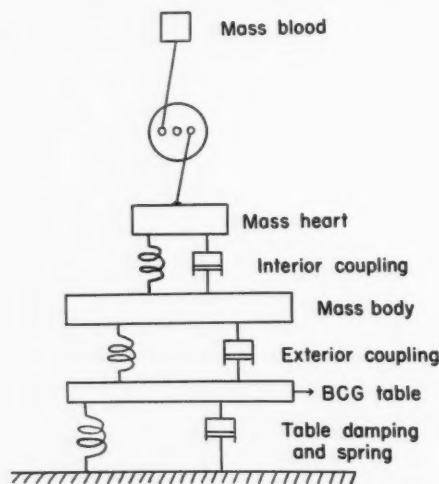 Mass blood
Mass heart
Interior coupling
Mass body
Exterior coupling
BCG table
Table damping
and spring